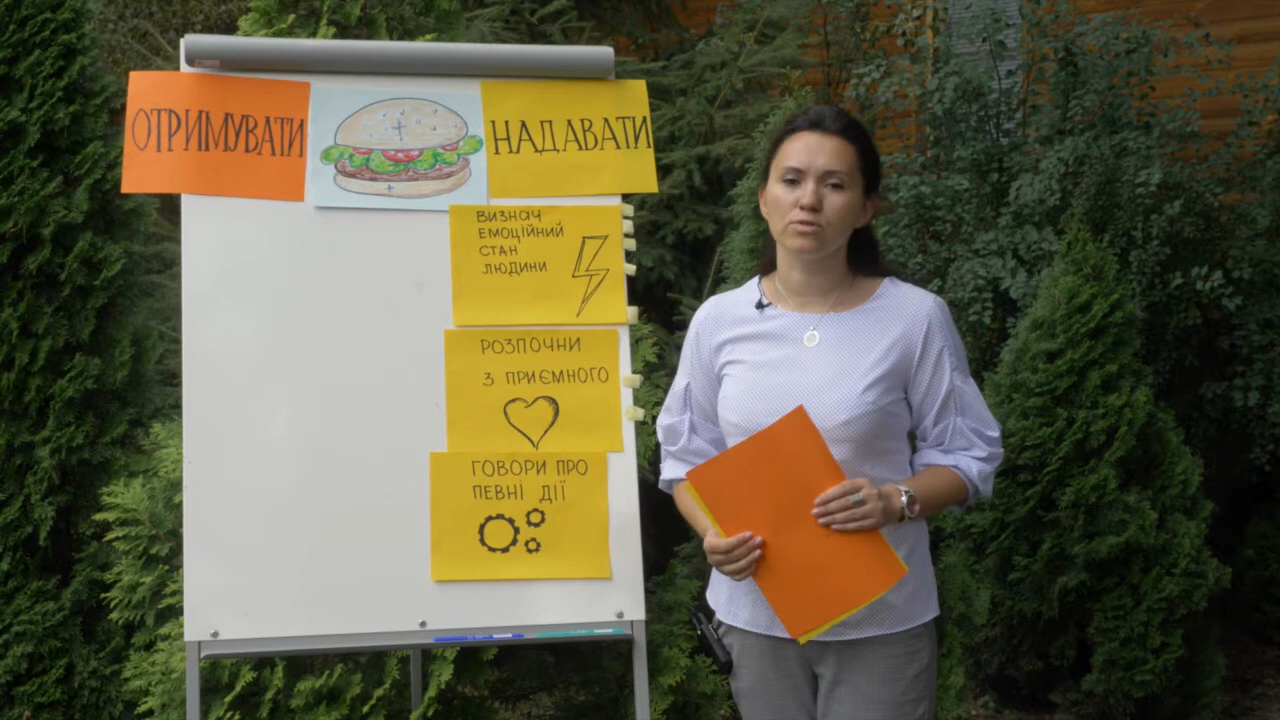 ОТРИМУВАТИ
НАДАВАТИ
ВИЗНАЧ
ЕМОЦІЙНИЙ
СТАН
ЛЮДИНИ
РОЗПОЧНИ
З ПРИЄМНОГО
ГОВОРИ ПРО
ПЕВНІ ДІЇ